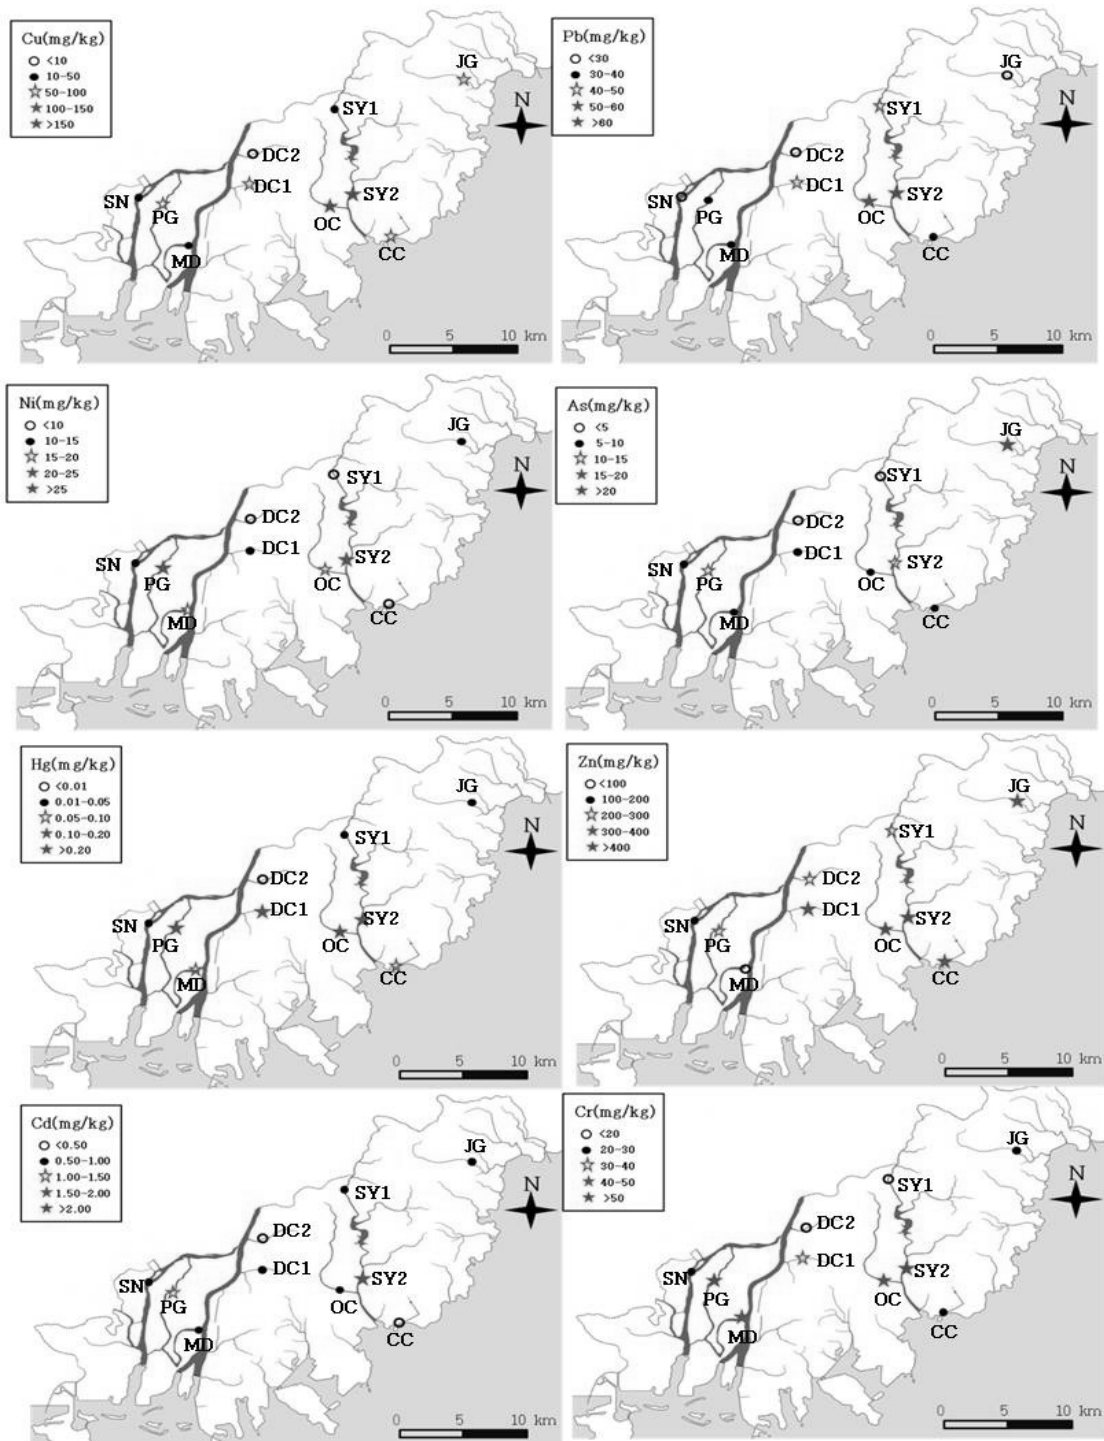 Cu(mg/kg)
<10
10-50
50-100
100-150
>150
JG
N
SY1
DC2
DC1
SN
PG
SY2
OC
MD
CC
0 5 10 km
Pb(mg/kg)
<30
30-40
40-50
50-60
>60
JG
N
SY1
DC2
DC1
SN
PG
SY2
OC
MD
CC
0 5 10 km
Ni(mg/kg)
<10
10-15
15-20
20-25
>25
JG
N
SY1
DC2
DC1
SN
PG
SY2
OC
MD
CC
0 5 10 km
As(mg/kg)
<5
5-10
10-15
15-20
>20
JG
N
SY1
DC2
DC1
SN
PG
SY2
OC
MD
CC
0 5 10 km
Hg(mg/kg)
<0.01
0.01-0.05
0.05-0.10
0.10-0.20
>0.20
JG
N
SY1
DC2
DC1
SN
PG
SY2
OC
MD
CC
0 5 10 km
Zn(mg/kg)
<100
100-200
200-300
300-400
>400
JG
N
SY1
DC2
DC1
SN
PG
SY2
OC
MD
CC
0 5 10 km
Cd(mg/kg)
<0.50
0.50-1.00
1.00-1.50
1.50-2.00
>2.00
JG
N
SY1
DC2
DC1
SN
PG
SY2
OC
MD
CC
0 5 10 km
Cr(mg/kg)
<20
20-30
30-40
40-50
>50
JG
N
SY1
DC2
DC1
SN
PG
SY2
OC
MD
CC
0 5 10 km